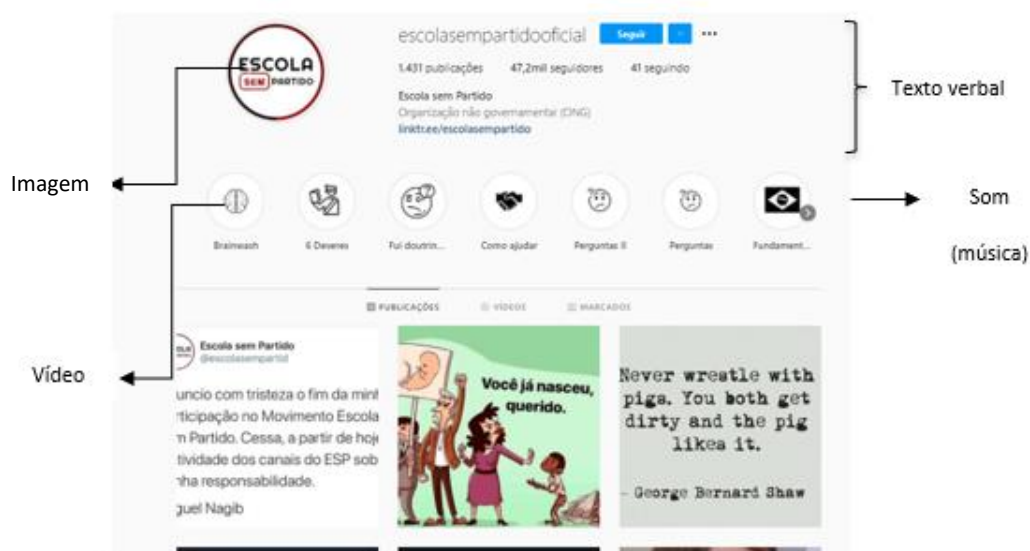 escolasempartidooficial Seguir
1.431 publicações 47,2mil seguidores 41 seguindo
Escola sem Partido
Organização não governamentar (ONG)
linktr.ee/escolasempartido
Texto verbal
ESCOLA
SEM PARTIDO
Imagem
Som
(música)
Brainwash 6 Deveres Fui doutrin... Como ajudar Perguntas II Perguntas Fundament...
PUBLICAÇÕES VÍDEOS MARCADOS
Vídeo
Escola sem Partido
@escolasempartid
uncio com tristeza o fim da minh
rticipação no Movimento Escola
m Partido. Cessa, a partir de hoje
tividade dos canais do ESP sob
nha responsabilidade.
guel Nagib
Você já nasceu,
querido.
Never wrestle with
pigs. You both get
dirty and the pig
likes it.
- George Bernard Shaw